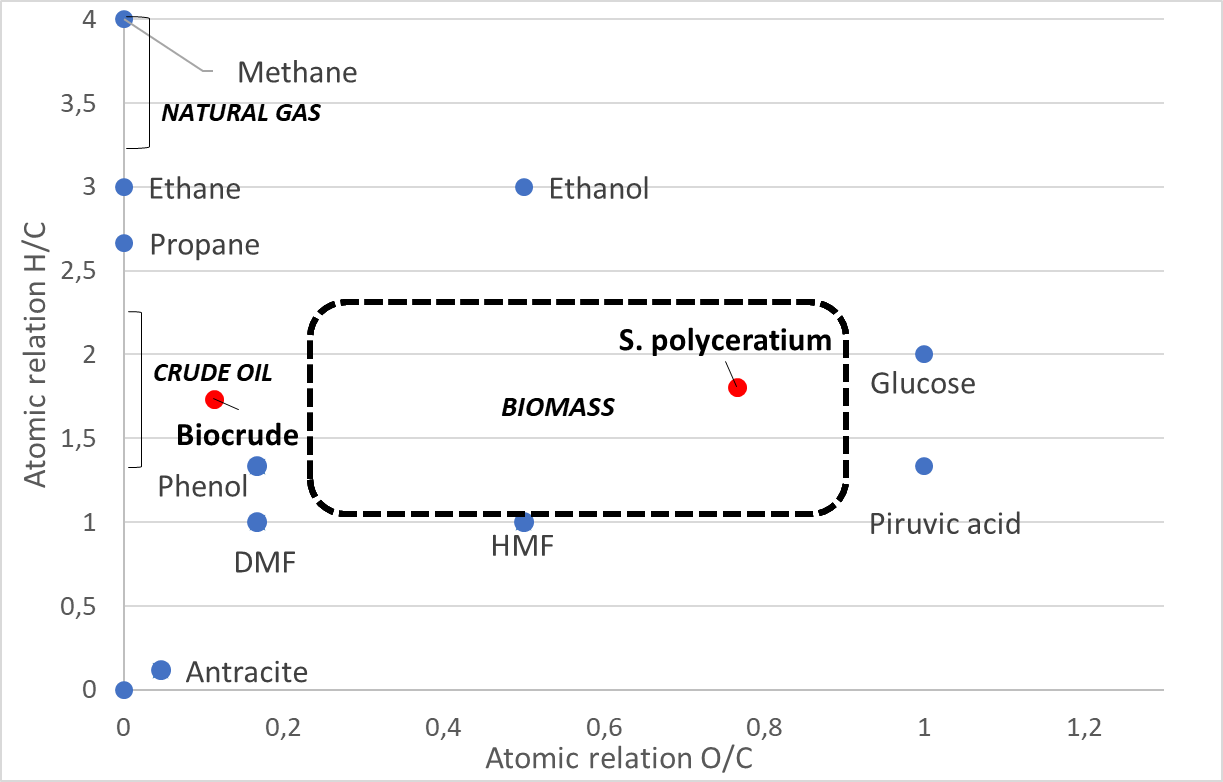 4
Methane
3,5
NATURAL GAS
3
Ethane
Ethanol
Propane
2,5
Atomic relation H/C
2
S. polyceratium
CRUDE OIL
Glucose
BIOMASS
1,5
Biocrude
Phenol
1
Piruvic acid
DMF
HMF
0,5
Antracite
0
0 0,2 0,4 0,6 0,8 1 1,2
Atomic relation O/C